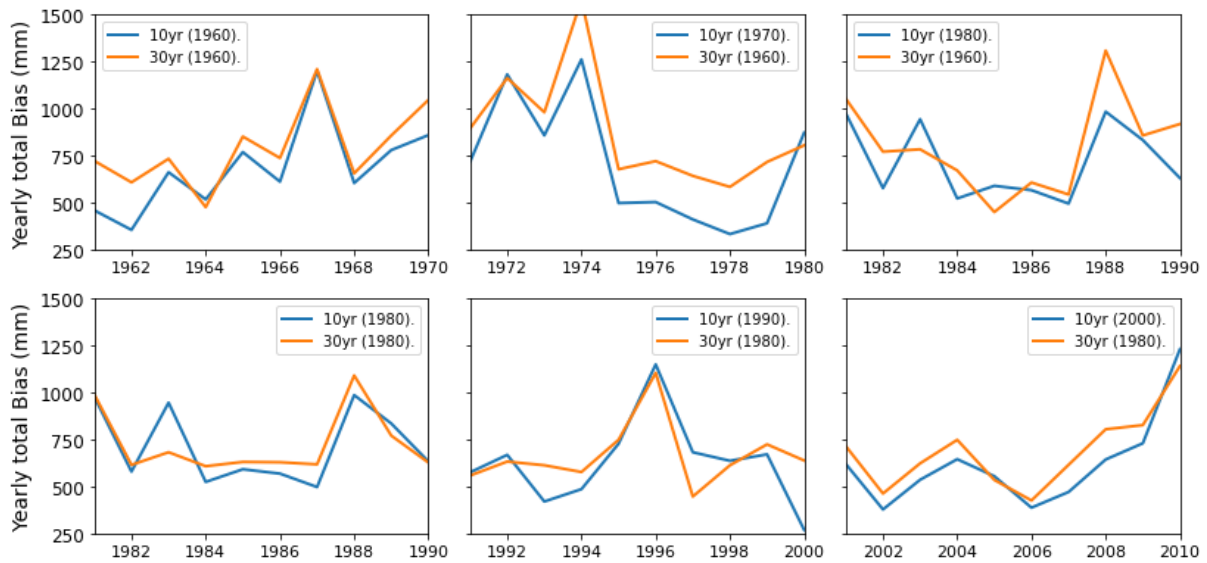 Yearly total Bias (mm)
1500
1250
1000
750
500
250
10yr (1960).
30yr (1960).
1962 1964 1966 1968 1970
10yr (1970).
30yr (1960).
1972 1974 1976 1978 1980
10yr (1980).
30yr (1960).
1982 1984 1986 1988 1990
Yearly total Bias (mm)
1500
1250
1000
750
500
250
10yr (1980).
30yr (1980).
1982 1984 1986 1988 1990
10yr (1990).
30yr (1980).
1992 1994 1996 1998 2000
10yr (2000).
30yr (1980).
2002 2004 2006 2008 2010